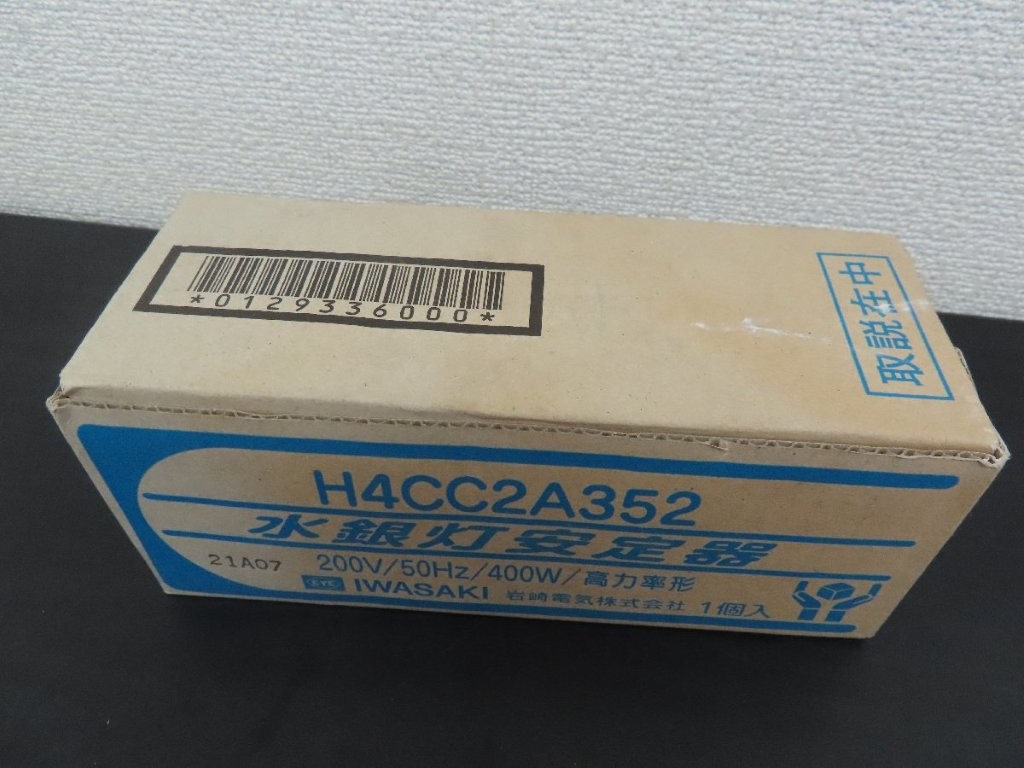 *0129336000*
取説在中
H4CC2A352
水銀灯安定器
21A07 200V/50Hz/400W/高力率形
EYE IWASAKI 岩崎電気株式会社 1個入